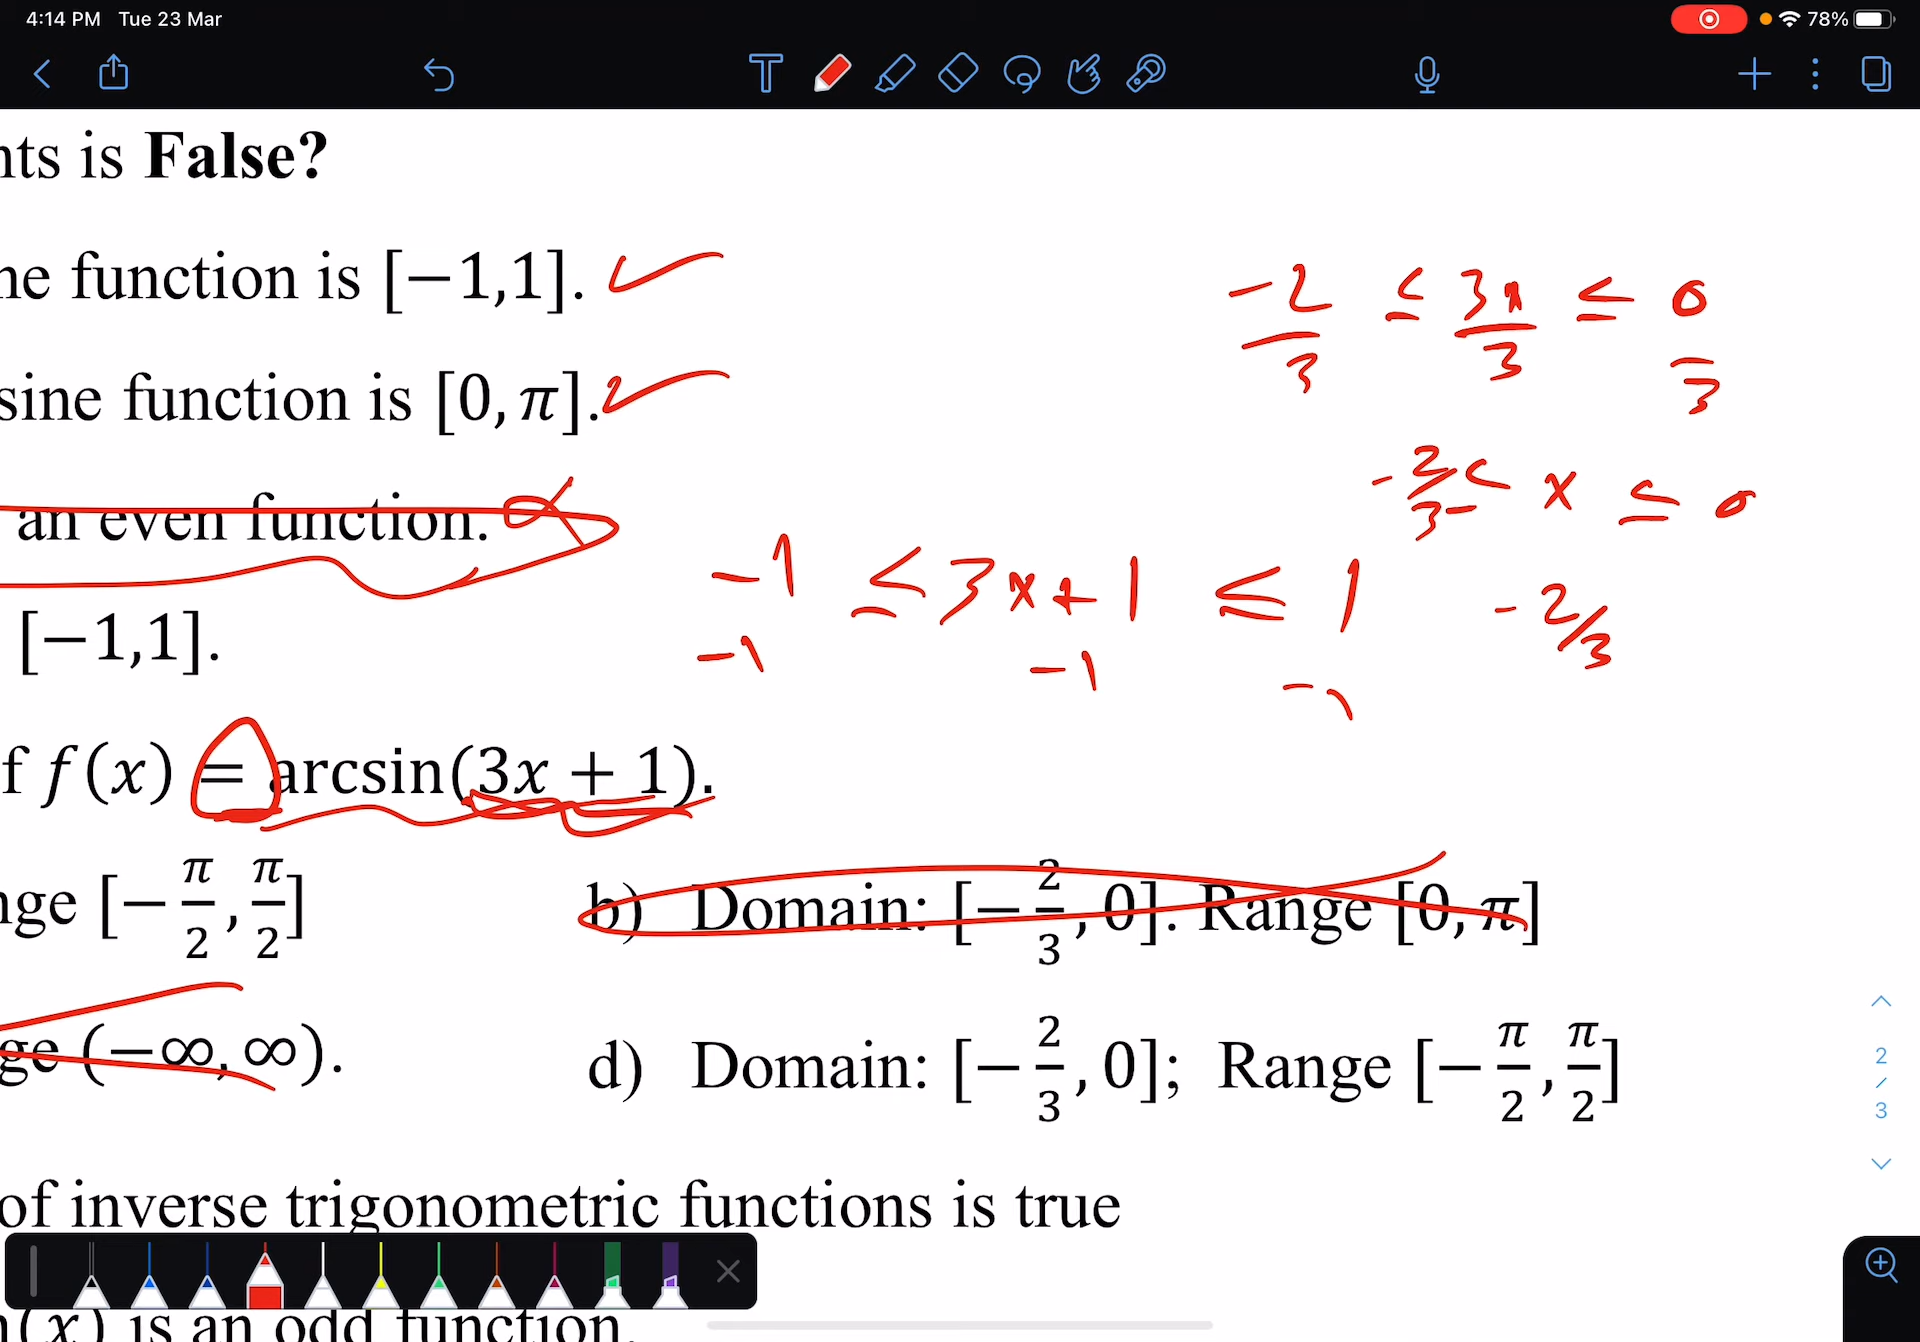 4:14 PM Tue 23 Mar
78%
nts is False?
ne function is [−1,1].
sine function is [0, π].
an even function.
[−1,1].
-2/3 ≤ 3x/3 ≤ 0/3
-2/3 ≤ x ≤ 0
-1 ≤ 3x+1 ≤ 1
-1 -1 -1
-2/3
f f(x) = arcsin(3x + 1).
nge [−π/2, π/2]
b) Domain: [−2/3, 0]. Range [0, π]
ge (−∞, ∞).
d) Domain: [−2/3, 0]; Range [−π/2, π/2]
2
/
3
of inverse trigonometric functions is true
n(x) is an odd function.